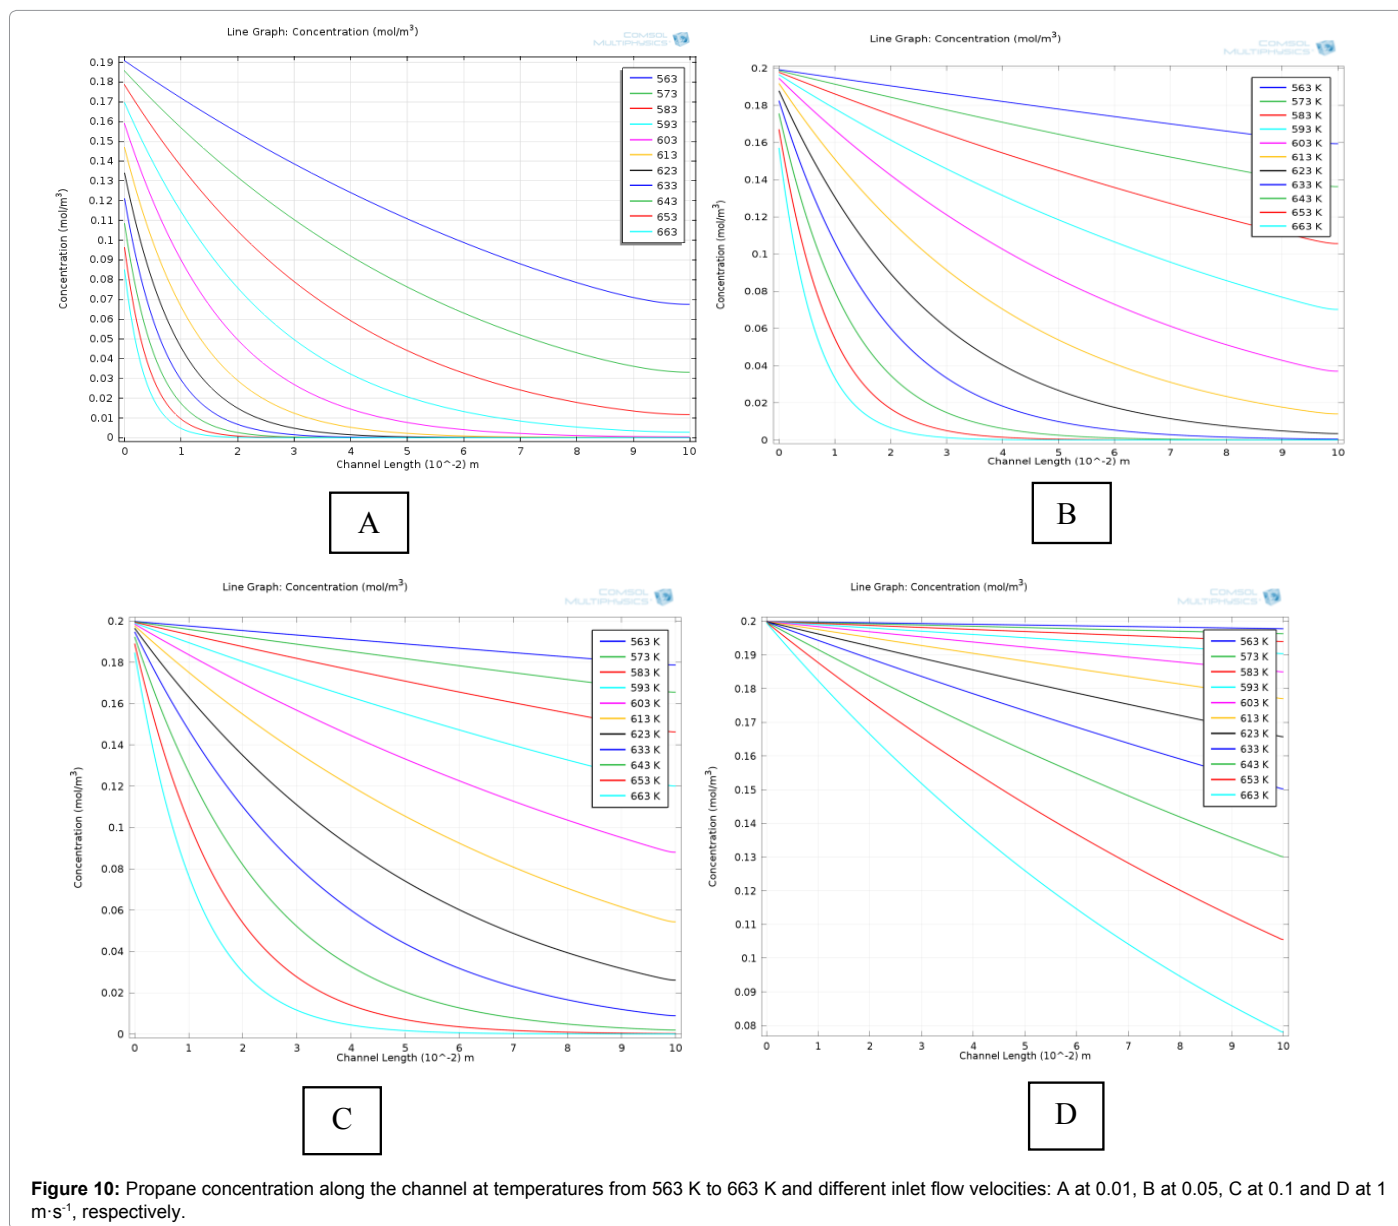 Line Graph: Concentration (mol/m³)
COMSOL
MULTIPHYSICS
Concentration (mol/m³)
0.19
0.18
0.17
0.16
0.15
0.14
0.13
0.12
0.11
0.1
0.09
0.08
0.07
0.06
0.05
0.04
0.03
0.02
0.01
0
563
573
583
593
603
613
623
633
643
653
663
0 1 2 3 4 5 6 7 8 9 10
Channel Length (10^-2) m
A
Line Graph: Concentration (mol/m³)
COMSOL
MULTIPHYSICS
Concentration (mol/m³)
0.2
0.18
0.16
0.14
0.12
0.1
0.08
0.06
0.04
0.02
0
563 K
573 K
583 K
593 K
603 K
613 K
623 K
633 K
643 K
653 K
663 K
0 1 2 3 4 5 6 7 8 9 10
Channel Length (10^-2) m
B
Line Graph: Concentration (mol/m³)
COMSOL
MULTIPHYSICS
Concentration (mol/m³)
0.2
0.18
0.16
0.14
0.12
0.1
0.08
0.06
0.04
0.02
0
563 K
573 K
583 K
593 K
603 K
613 K
623 K
633 K
643 K
653 K
663 K
0 1 2 3 4 5 6 7 8 9 10
Channel Length (10^-2) m
C
Line Graph: Concentration (mol/m³)
COMSOL
MULTIPHYSICS
Concentration (mol/m³)
0.2
0.19
0.18
0.17
0.16
0.15
0.14
0.13
0.12
0.11
0.1
0.09
0.08
563 K
573 K
583 K
593 K
603 K
613 K
623 K
633 K
643 K
653 K
663 K
0 1 2 3 4 5 6 7 8 9 10
Channel Length (10^-2) m
D
Figure 10: Propane concentration along the channel at temperatures from 563 K to 663 K and different inlet flow velocities: A at 0.01, B at 0.05, C at 0.1 and D at 1
m·s⁻¹, respectively.